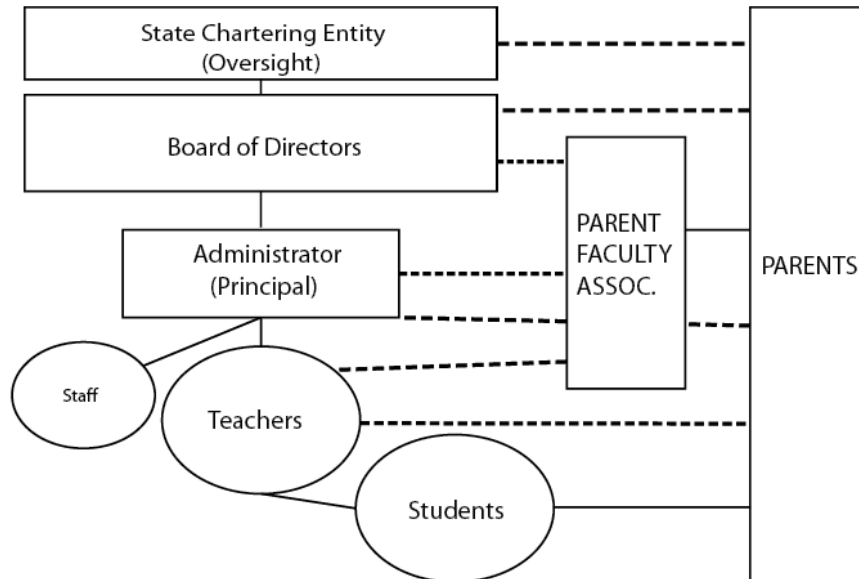 State Chartering Entity
(Oversight)
Board of Directors
Administrator
(Principal)
PARENT
FACULTY
ASSOC.
PARENTS
Staff
Teachers
Students